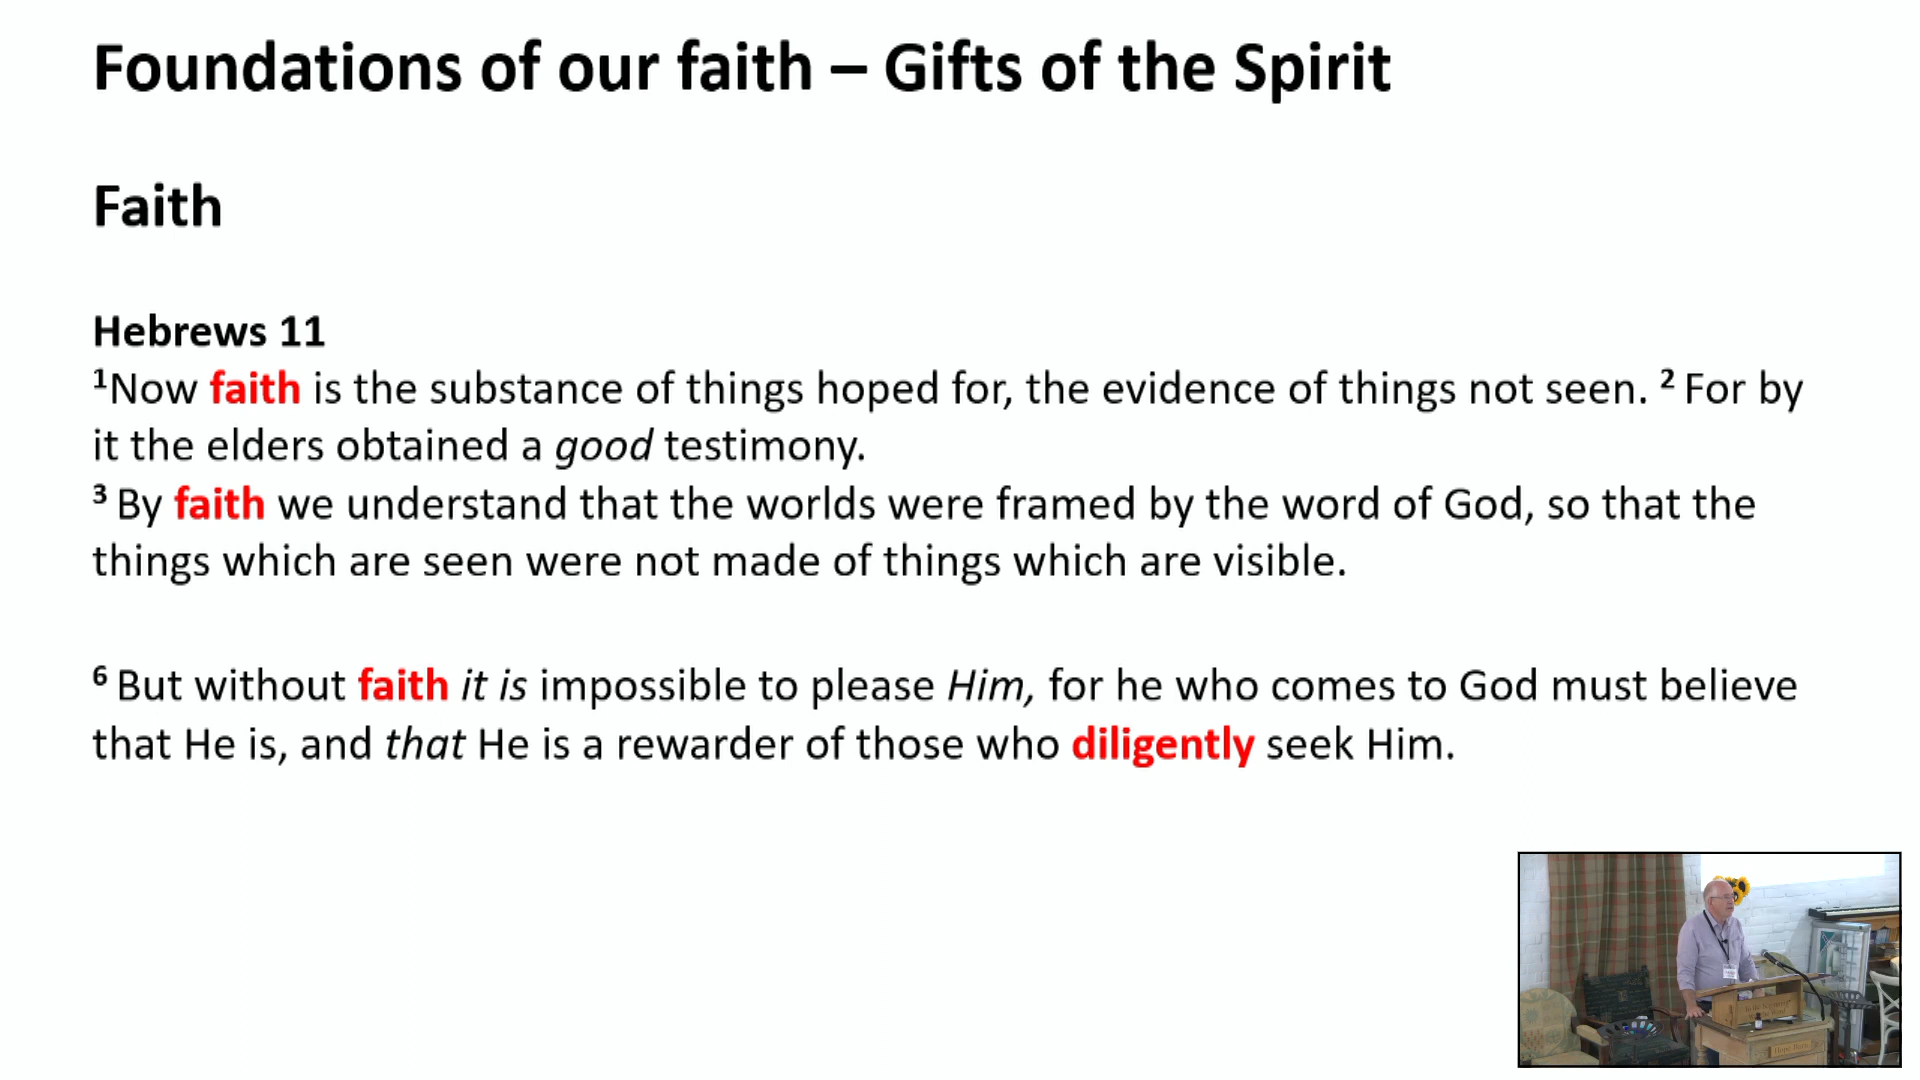 Foundations of our faith – Gifts of the Spirit
Faith
Hebrews 11
¹Now faith is the substance of things hoped for, the evidence of things not seen. ² For by
it the elders obtained a good testimony.
³ By faith we understand that the worlds were framed by the word of God, so that the
things which are seen were not made of things which are visible.
⁶ But without faith it is impossible to please Him, for he who comes to God must believe
that He is, and that He is a rewarder of those who diligently seek Him.
Hope Barn